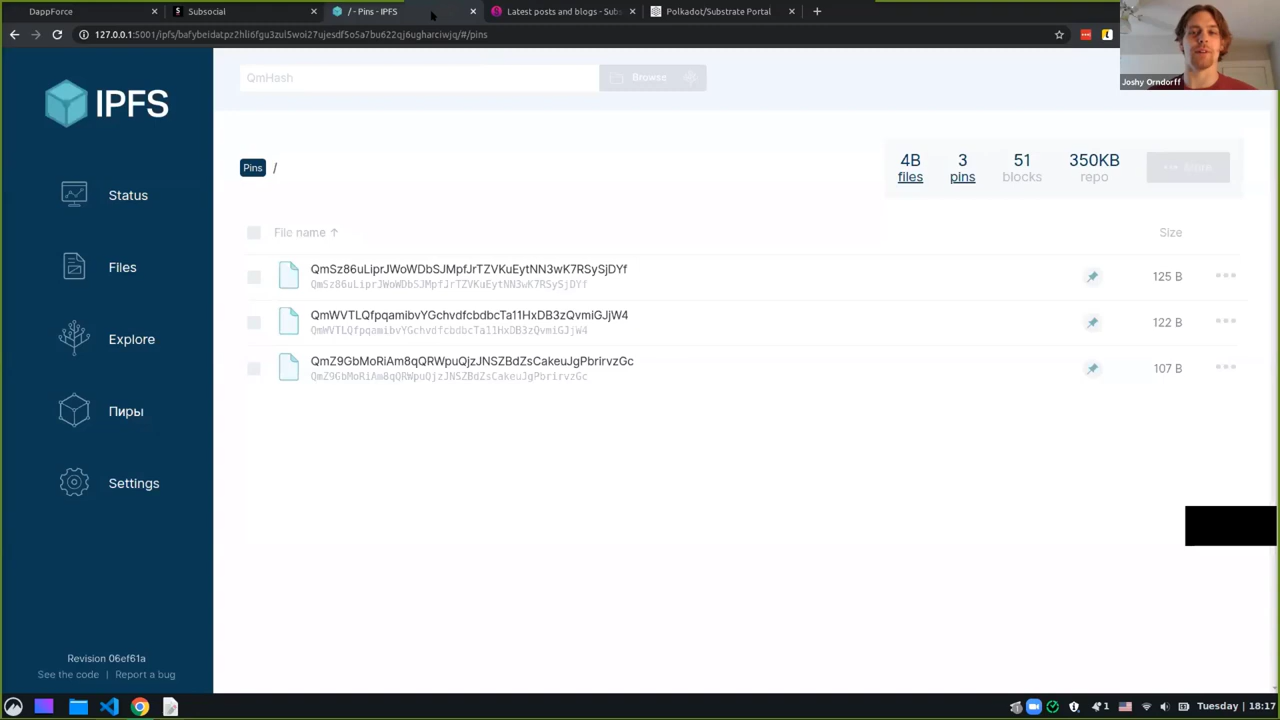 DappForce
Subsocial
/ - Pins - IPFS
Latest posts and blogs - Subs
Polkadot/Substrate Portal
127.0.0.1:5001/ipfs/bafybeidatpz2hli6fgu3zul5woi27ujesdf5o5a7bu622qj6ugharciwjq/#/pins
Joshy Orndorff
IPFS
QmHash
Browse
Pins /
4B
files
3
pins
51
blocks
350KB
repo
Status
Files
Explore
Пиры
Settings
File name ↑
Size
QmSz86uLiprJWoWDbSJMpfJrTZVKuEytNN3wK7RSySjDYf
QmSz86uLiprJWoWDbSJMpfJrTZVKuEytNN3wK7RSySjDYf
125 B
QmWVTLQfpqamibvYGchvdfcbdbcTa11HxDB3zQvmiGJjW4
QmWVTLQfpqamibvYGchvdfcbdbcTa11HxDB3zQvmiGJjW4
122 B
QmZ9GbMoRiAm8qQRWpuQjzJNSZBdZsCakeuJgPbrirvzGc
QmZ9GbMoRiAm8qQRWpuQjzJNSZBdZsCakeuJgPbrirvzGc
107 B
Revision 06ef61a
See the code | Report a bug
1
Tuesday | 18:17